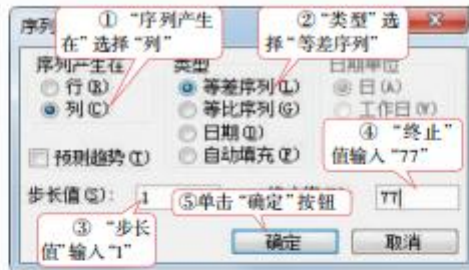 序列
① “序列产生
在”选择“列”
② “类型”选
择“等差序列”
序列产生在
类型
日期单位
行(R)
等差序列(L)
日(A)
列(C)
等比序列(G)
工作日(W)
日期(D)
④ “终止”
值输入“77”
预测趋势(T)
自动填充(F)
步长值(S):
1
⑤单击“确定”按钮
77
③ “步长
值”输入“1”
确定
取消